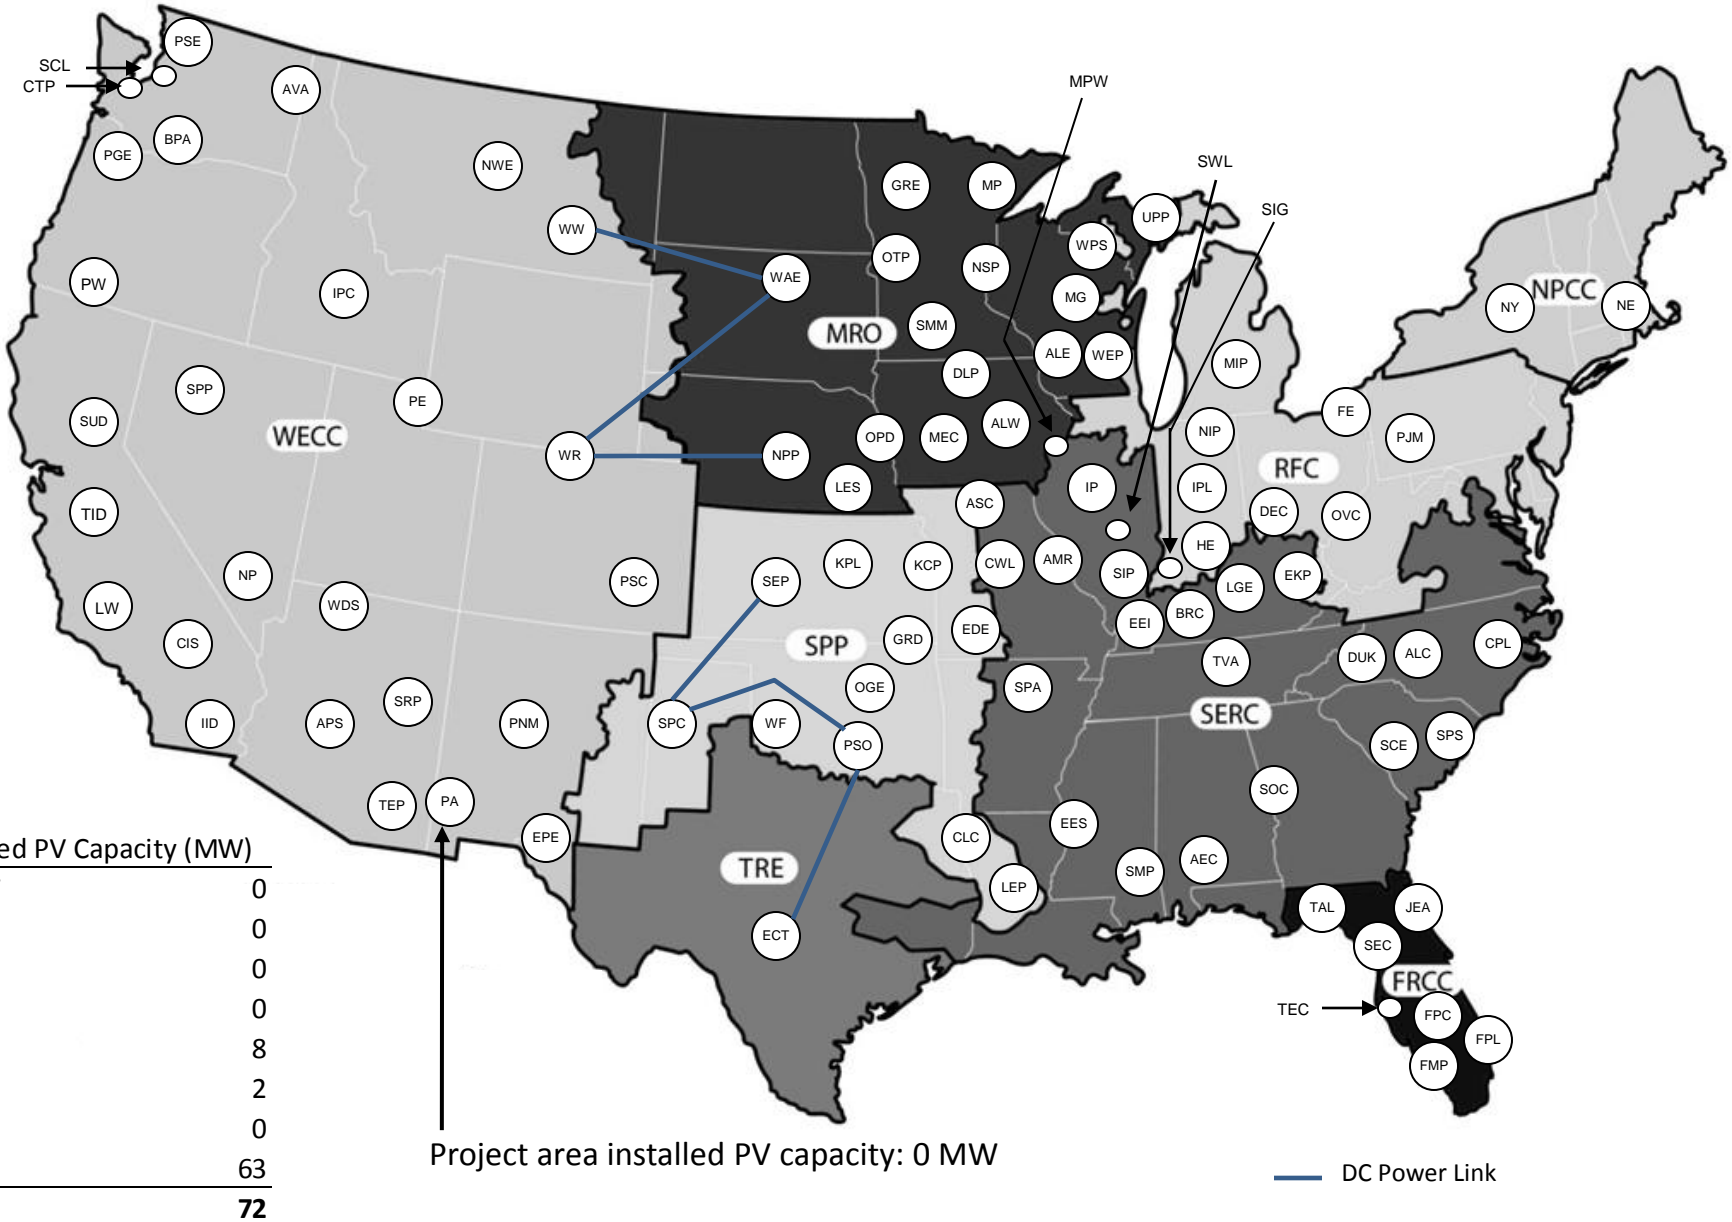 PSE
SCL
CTP
AVA
MPW
BPA
PGE
NWE
SWL
GRE
MP
SIG
UPP
WW
WPS
OTP
NSP
WAE
PW
IPC
MG
NPCC
NY
NE
MRO
SMM
ALE
WEP
MIP
DLP
SPP
PE
FE
SUD
WECC
ALW
NIP
OPD
MEC
PJM
WR
NPP
RFC
LES
IP
IPL
ASC
TID
DEC
OVC
HE
AMR
KPL
KCP
CWL
SIP
NP
SEP
PSC
EKP
LGE
LW
WDS
BRC
EEI
EDE
GRD
CIS
SPP
CPL
ALC
DUK
TVA
OGE
SPA
SRP
SERC
IID
APS
PNM
SPC
WF
PSO
SCE
SPS
SOC
TEP
PA
EES
EPE
CLC
ed PV Capacity (MW)
TRE
AEC
SMP
LEP
0
TAL
JEA
0
ECT
SEC
0
FRCC
0
TEC
FPC
8
FPL
FMP
2
0
Project area installed PV capacity: 0 MW
63
DC Power Link
72